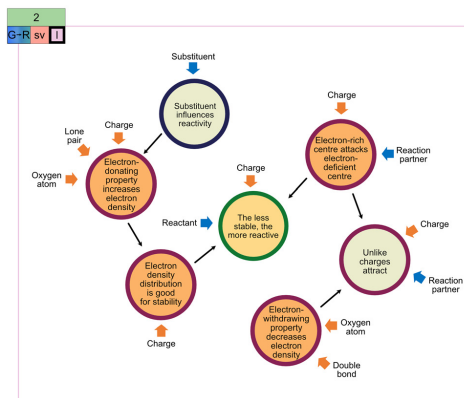 2
G→R sv I
Substituent
Substituent
influences
reactivity
Charge
Lone
pair
Oxygen
atom
Electron-
donating
property
increases
electron
density
Charge
Electron-rich
centre attacks
electron-
deficient
centre
Reaction
partner
Charge
Reactant
The less
stable, the
more reactive
Charge
Unlike
charges
attract
Reaction
partner
Electron
density
distribution
is good
for stability
Charge
Electron-
withdrawing
property
decreases
electron
density
Oxygen
atom
Double
bond